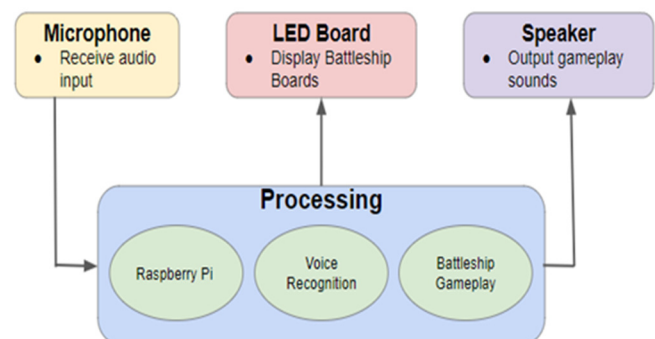 Microphone
● Receive audio
input
LED Board
● Display Battleship
Boards
Speaker
● Output gameplay
sounds
Processing
Raspberry Pi
Voice
Recognition
Battleship
Gameplay